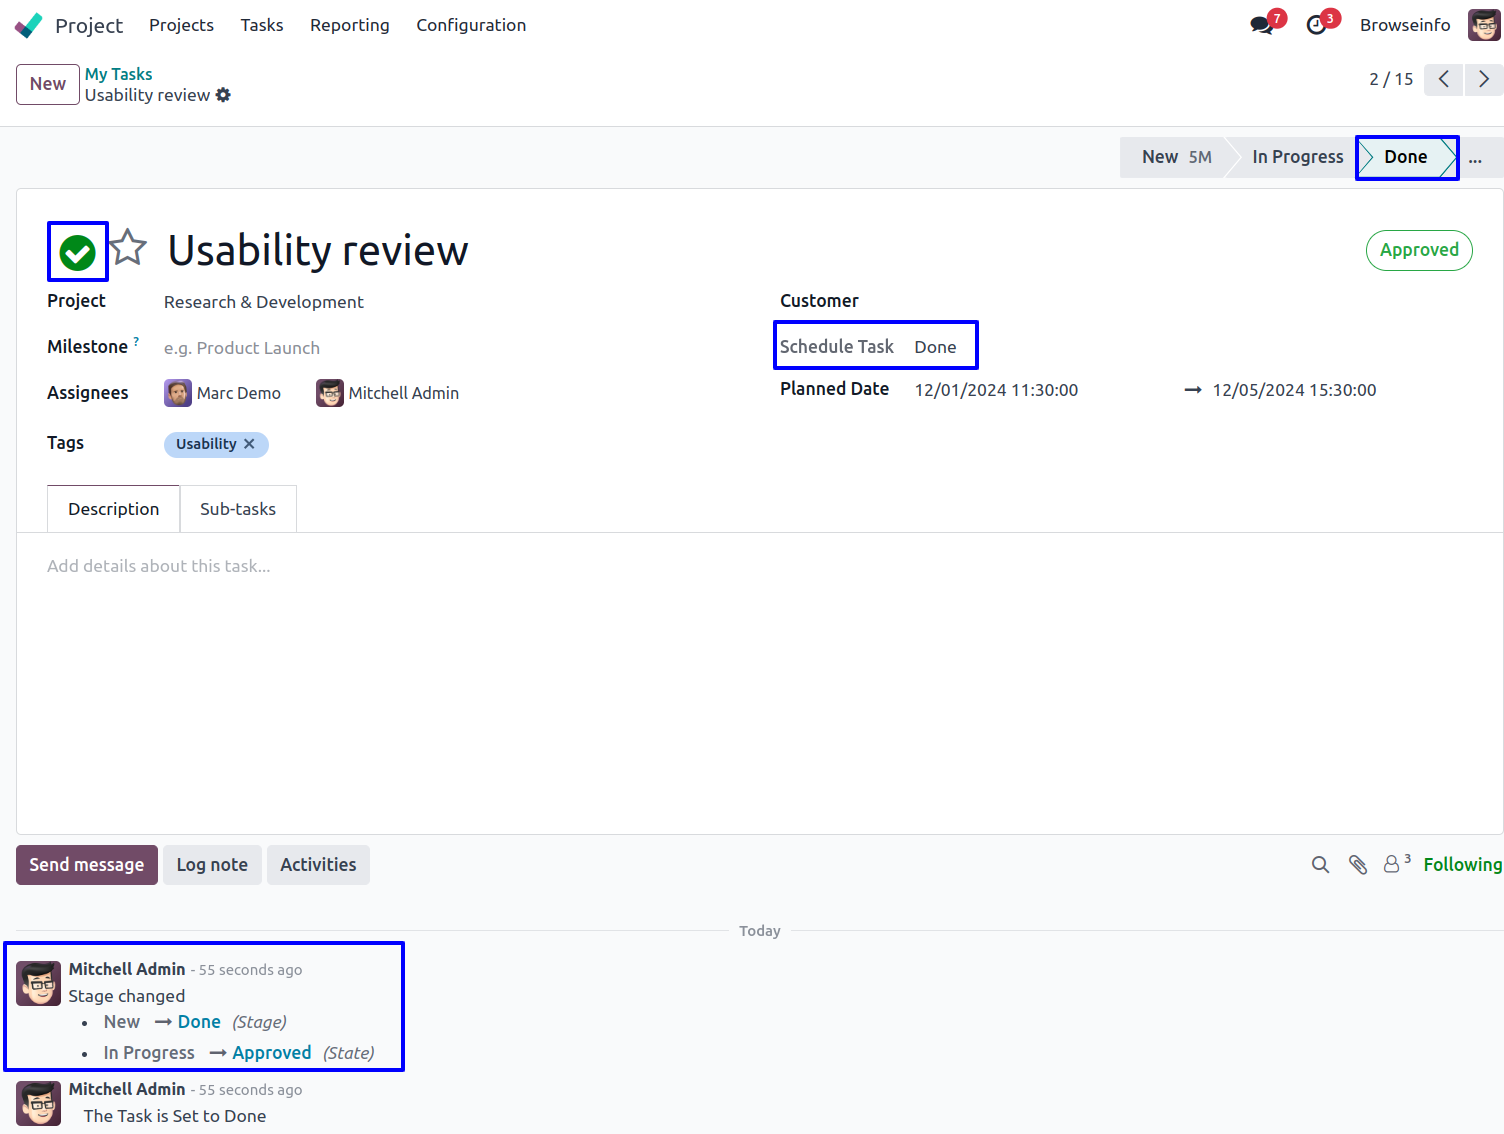 Project Projects Tasks Reporting Configuration 7 3 Browseinfo
New My Tasks
Usability review 2 / 15
New 5M In Progress Done ...
Usability review Approved
Project Research & Development Customer
Milestone ? e.g. Product Launch Schedule Task Done
Assignees Marc Demo Mitchell Admin Planned Date 12/01/2024 11:30:00 → 12/05/2024 15:30:00
Tags Usability ✕
Description Sub-tasks
Add details about this task...
Send message Log note Activities 3 Following
Today
Mitchell Admin - 55 seconds ago
Stage changed
• New → Done (Stage)
• In Progress → Approved (State)
Mitchell Admin - 55 seconds ago
The Task is Set to Done